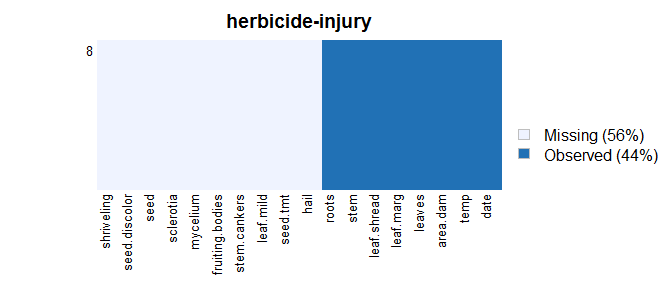 herbicide-injury
8
Missing (56%)
Observed (44%)
shriveling
seed.discolor
seed
sclerotia
mycelium
fruiting.bodies
stem.cankers
leaf.mild
seed.tmt
hail
roots
stem
leaf.shread
leaf.marg
leaves
area.dam
temp
date